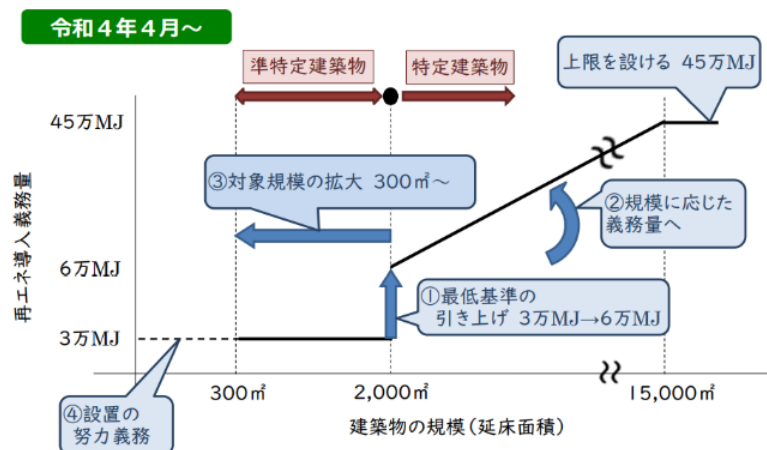 令和4年4月～
準特定建築物
特定建築物
上限を設ける 45万MJ
45万MJ
③対象規模の拡大 300㎡～
②規模に応じた
義務量へ
再エネ導入義務量
6万MJ
①最低基準の
引き上げ 3万MJ→6万MJ
3万MJ
300㎡
2,000㎡
15,000㎡
④設置の
努力義務
建築物の規模(延床面積)